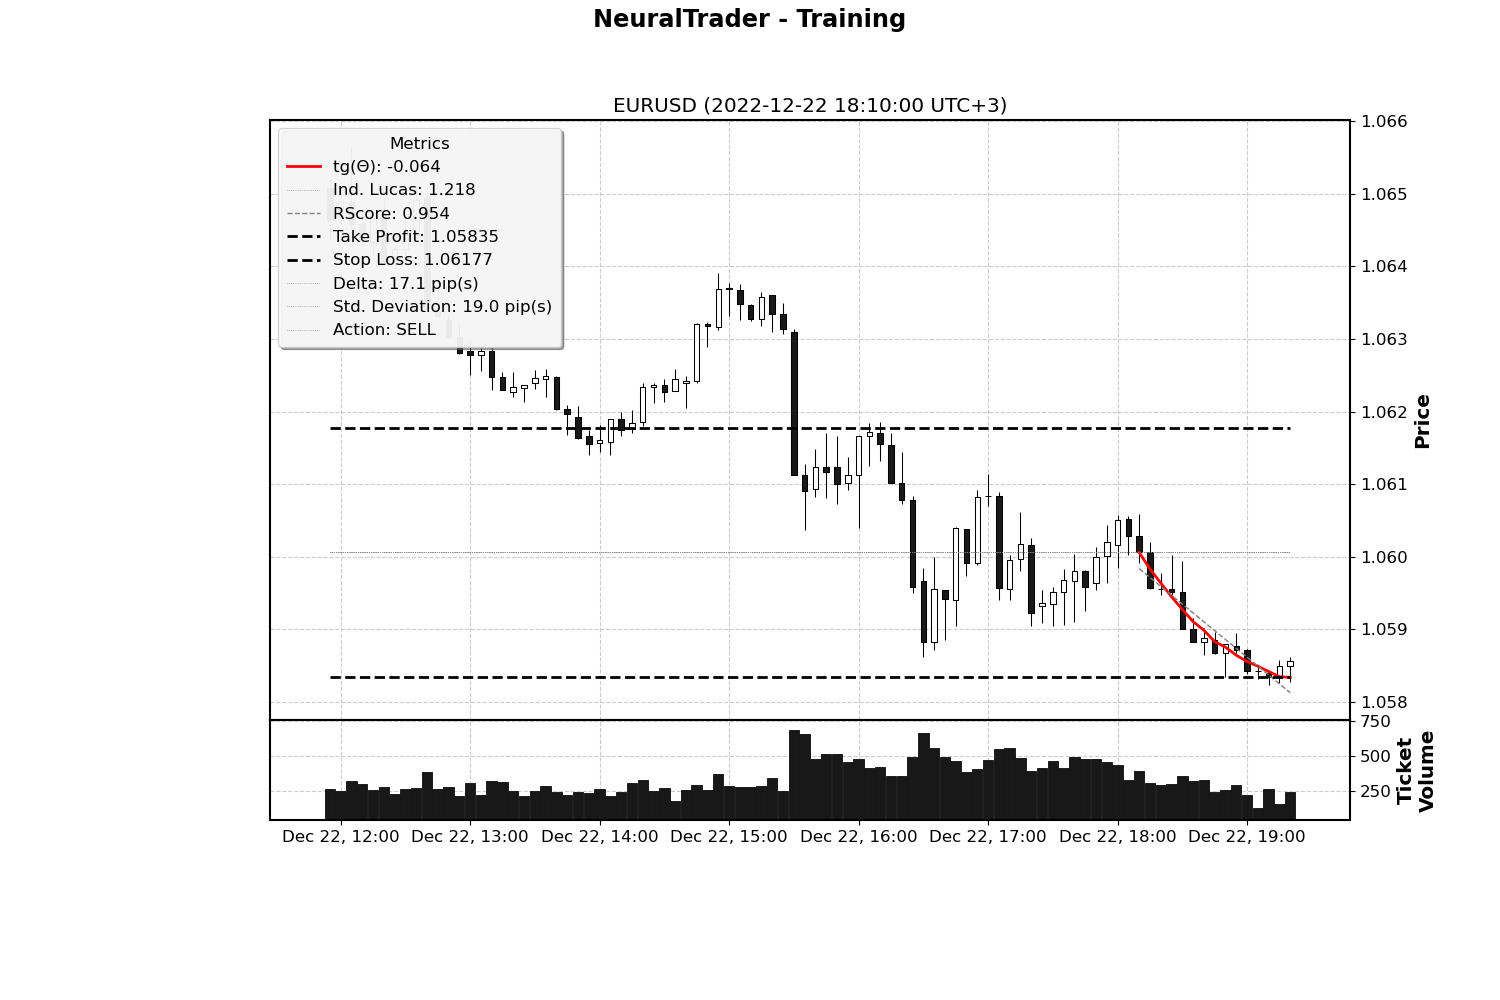 NeuralTrader - Training
EURUSD (2022-12-22 18:10:00 UTC+3)
Metrics
tg(Θ): -0.064
Ind. Lucas: 1.218
RScore: 0.954
Take Profit: 1.05835
Stop Loss: 1.06177
Delta: 17.1 pip(s)
Std. Deviation: 19.0 pip(s)
Action: SELL
1.066
1.065
1.064
1.063
1.062
1.061
1.060
1.059
1.058
Price
750
500
250
Ticket
Volume
Dec 22, 12:00 Dec 22, 13:00 Dec 22, 14:00 Dec 22, 15:00 Dec 22, 16:00 Dec 22, 17:00 Dec 22, 18:00 Dec 22, 19:00